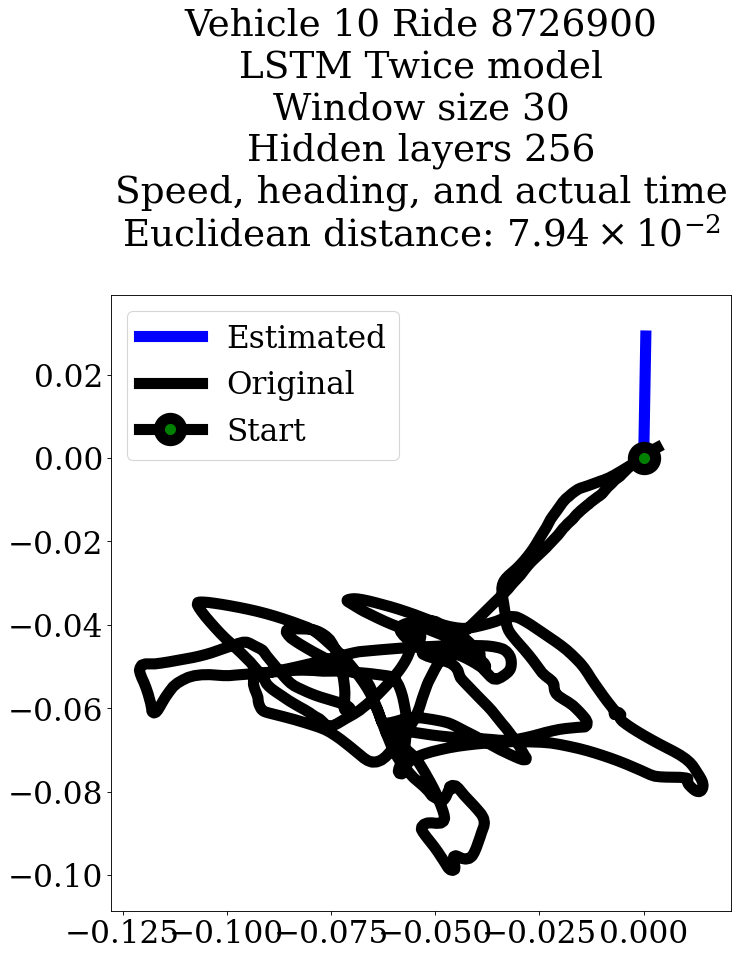 Vehicle 10 Ride 8726900
LSTM Twice model
Window size 30
Hidden layers 256
Speed, heading, and actual time
Euclidean distance: 7.94 × 10⁻²
Estimated
Original
Start
0.02
0.00
−0.02
−0.04
−0.06
−0.08
−0.10
−0.125 −0.100 −0.075 −0.050 −0.025 0.000